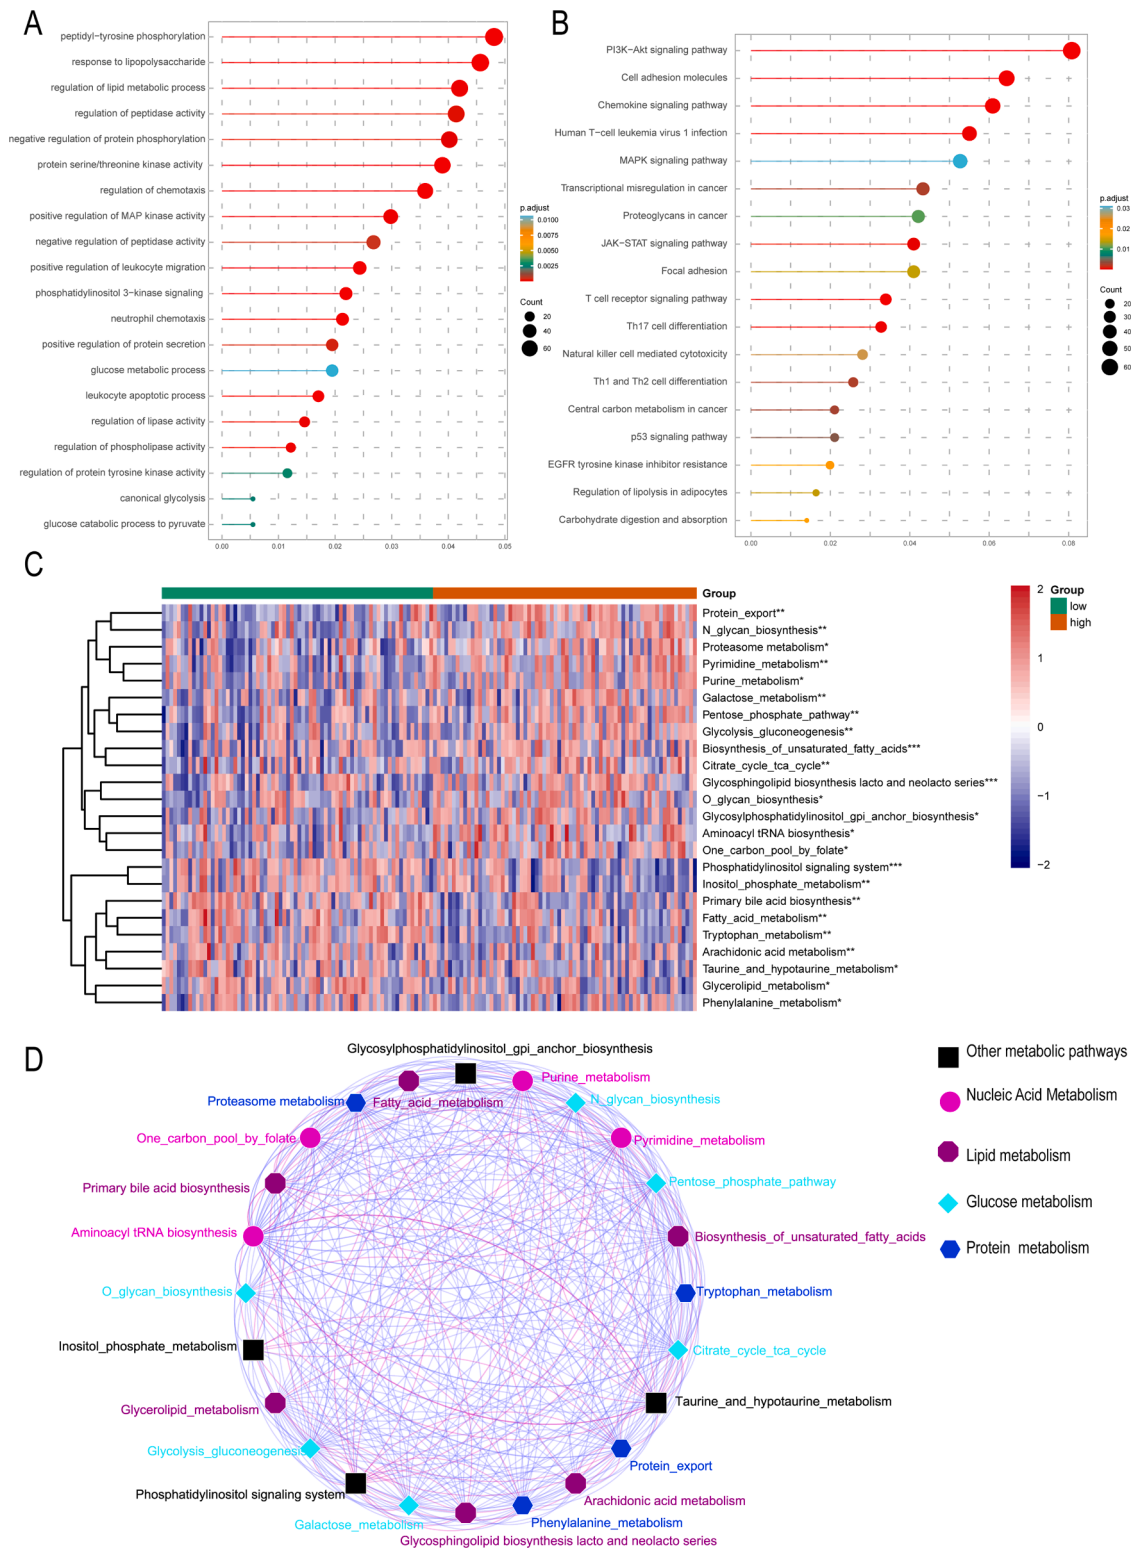 A
peptidyl−tyrosine phosphorylation
response to lipopolysaccharide
regulation of lipid metabolic process
regulation of peptidase activity
negative regulation of protein phosphorylation
protein serine/threonine kinase activity
regulation of chemotaxis
positive regulation of MAP kinase activity
negative regulation of peptidase activity
positive regulation of leukocyte migration
phosphatidylinositol 3−kinase signaling
neutrophil chemotaxis
positive regulation of protein secretion
glucose metabolic process
leukocyte apoptotic process
regulation of lipase activity
regulation of phospholipase activity
regulation of protein tyrosine kinase activity
canonical glycolysis
glucose catabolic process to pyruvate
0.00 0.01 0.02 0.03 0.04 0.05
p.adjust
0.0100
0.0075
0.0050
0.0025
Count
20
40
60
B
PI3K−Akt signaling pathway
Cell adhesion molecules
Chemokine signaling pathway
Human T−cell leukemia virus 1 infection
MAPK signaling pathway
Transcriptional misregulation in cancer
Proteoglycans in cancer
JAK−STAT signaling pathway
Focal adhesion
T cell receptor signaling pathway
Th17 cell differentiation
Natural killer cell mediated cytotoxicity
Th1 and Th2 cell differentiation
Central carbon metabolism in cancer
p53 signaling pathway
EGFR tyrosine kinase inhibitor resistance
Regulation of lipolysis in adipocytes
Carbohydrate digestion and absorption
0.00 0.02 0.04 0.06 0.08
p.adjust
0.03
0.02
0.01
Count
20
30
40
50
60
C
Group
Protein_export**
N_glycan_biosynthesis**
Proteasome metabolism*
Pyrimidine_metabolism**
Purine_metabolism*
Galactose_metabolism**
Pentose_phosphate_pathway**
Glycolysis_gluconeogenesis**
Biosynthesis_of_unsaturated_fatty_acids***
Citrate_cycle_tca_cycle**
Glycosphingolipid biosynthesis lacto and neolacto series***
O_glycan_biosynthesis*
Glycosylphosphatidylinositol_gpi_anchor_biosynthesis*
Aminoacyl tRNA biosynthesis*
One_carbon_pool_by_folate*
Phosphatidylinositol signaling system***
Inositol_phosphate_metabolism**
Primary bile acid biosynthesis**
Fatty_acid_metabolism**
Tryptophan_metabolism**
Arachidonic acid metabolism**
Taurine_and_hypotaurine_metabolism*
Glycerolipid_metabolism*
Phenylalanine_metabolism*
2
1
0
−1
−2
Group
low
high
D
Glycosylphosphatidylinositol_gpi_anchor_biosynthesis
Purine_metabolism
N_glycan_biosynthesis
Proteasome metabolism
Fatty_acid_metabolism
One_carbon_pool_by_folate
Pyrimidine_metabolism
Primary bile acid biosynthesis
Pentose_phosphate_pathway
Aminoacyl tRNA biosynthesis
Biosynthesis_of_unsaturated_fatty_acids
O_glycan_biosynthesis
Tryptophan_metabolism
Inositol_phosphate_metabolism
Citrate_cycle_tca_cycle
Glycerolipid_metabolism
Taurine_and_hypotaurine_metabolism
Glycolysis_gluconeogenesis
Protein_export
Phosphatidylinositol signaling system
Arachidonic acid metabolism
Galactose_metabolism
Phenylalanine_metabolism
Glycosphingolipid biosynthesis lacto and neolacto series
Other metabolic pathways
Nucleic Acid Metabolism
Lipid metabolism
Glucose metabolism
Protein metabolism